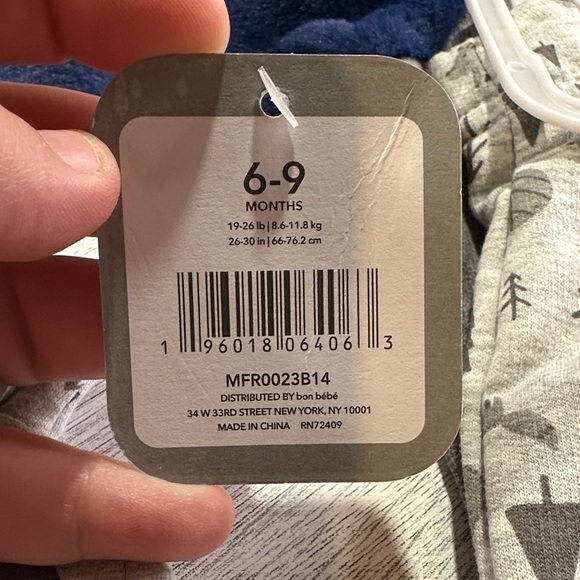 6-9
MONTHS
19-26 lb | 8.6-11.8 kg
26-30 in | 66-76.2 cm
1 96018 06406 3
MFR0023B14
DISTRIBUTED BY bon bébé
34 W 33RD STREET NEW YORK, NY 10001
MADE IN CHINA RN72409